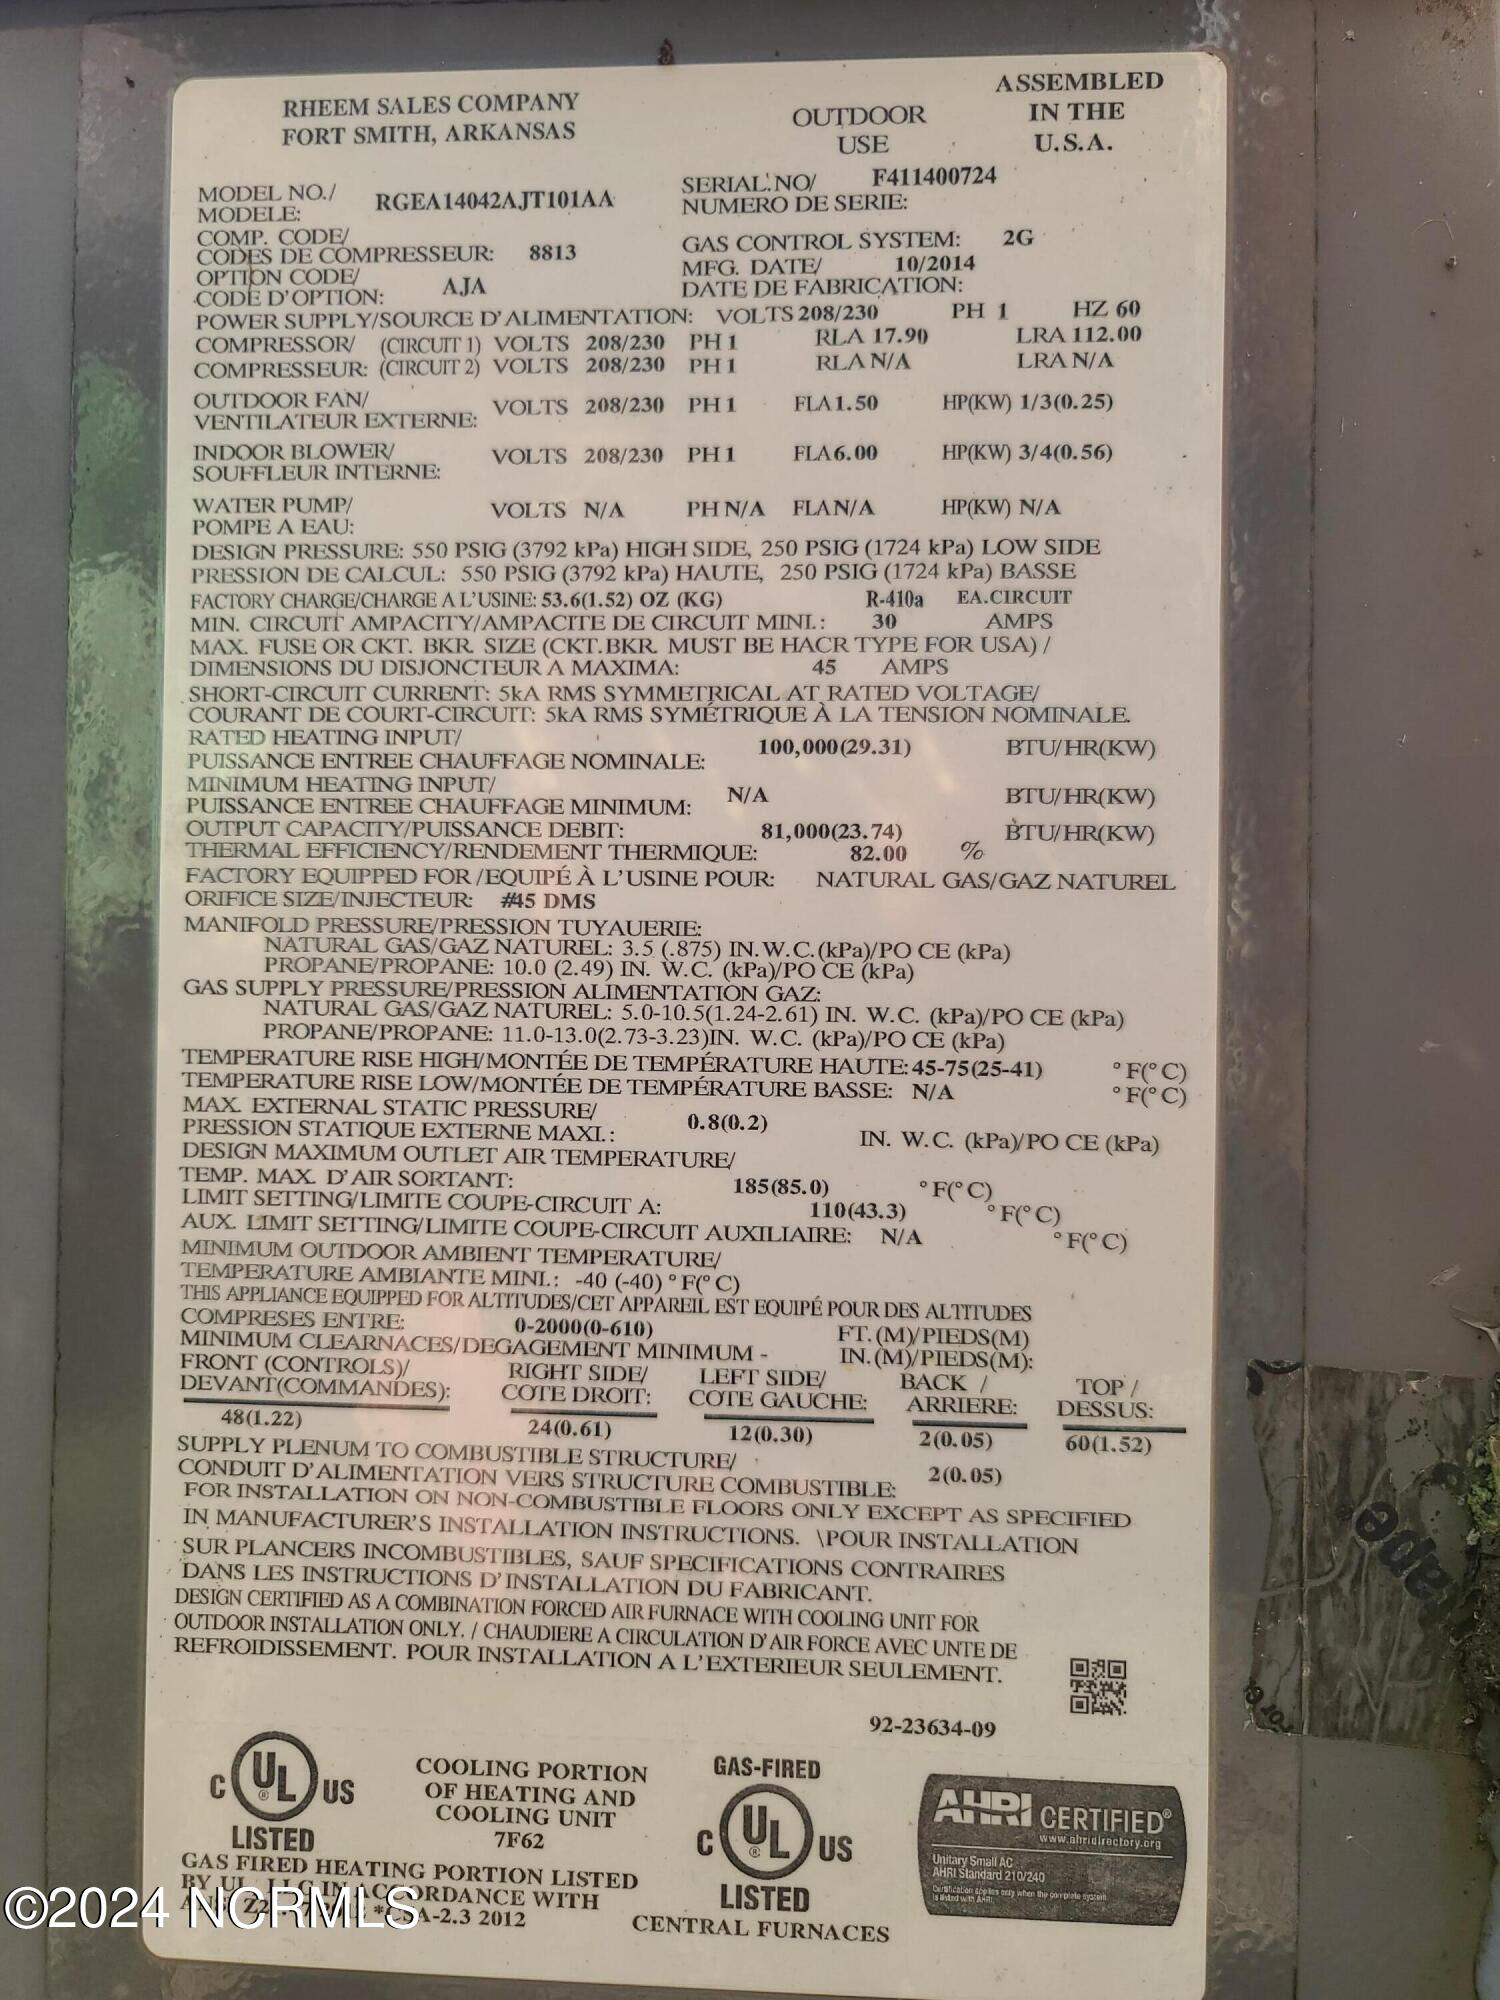 RHEEM SALES COMPANY
FORT SMITH, ARKANSAS
OUTDOOR
USE
ASSEMBLED
IN THE
U.S.A.
MODEL NO./ RGEA14042AJT101AA
MODELE:
SERIAL NO/ F411400724
NUMERO DE SERIE:
COMP. CODE/
CODES DE COMPRESSEUR: 8813
GAS CONTROL SYSTEM: 2G
OPTION CODE/
CODE D'OPTION: AJA
MFG. DATE/ 10/2014
DATE DE FABRICATION:
POWER SUPPLY/SOURCE D'ALIMENTATION: VOLTS 208/230 PH 1 HZ 60
COMPRESSOR/ (CIRCUIT 1) VOLTS 208/230 PH 1 RLA 17.90 LRA 112.00
COMPRESSEUR: (CIRCUIT 2) VOLTS 208/230 PH 1 RLA N/A LRA N/A
OUTDOOR FAN/
VENTILATEUR EXTERNE: VOLTS 208/230 PH 1 FLA 1.50 HP(KW) 1/3(0.25)
INDOOR BLOWER/
SOUFFLEUR INTERNE: VOLTS 208/230 PH 1 FLA 6.00 HP(KW) 3/4(0.56)
WATER PUMP/
POMPE A EAU: VOLTS N/A PH N/A FLA N/A HP(KW) N/A
DESIGN PRESSURE: 550 PSIG (3792 kPa) HIGH SIDE, 250 PSIG (1724 kPa) LOW SIDE
PRESSION DE CALCUL: 550 PSIG (3792 kPa) HAUTE, 250 PSIG (1724 kPa) BASSE
FACTORY CHARGE/CHARGE A L'USINE: 53.6(1.52) OZ (KG) R-410a EA.CIRCUIT
MIN. CIRCUIT AMPACITY/AMPACITE DE CIRCUIT MINI.: 30 AMPS
MAX. FUSE OR CKT. BKR. SIZE (CKT.BKR. MUST BE HACR TYPE FOR USA) /
DIMENSIONS DU DISJONCTEUR A MAXIMA: 45 AMPS
SHORT-CIRCUIT CURRENT: 5kA RMS SYMMETRICAL AT RATED VOLTAGE/
COURANT DE COURT-CIRCUIT: 5kA RMS SYMÉTRIQUE À LA TENSION NOMINALE.
RATED HEATING INPUT/
PUISSANCE ENTREE CHAUFFAGE NOMINALE: 100,000(29.31) BTU/HR(KW)
MINIMUM HEATING INPUT/
PUISSANCE ENTREE CHAUFFAGE MINIMUM: N/A BTU/HR(KW)
OUTPUT CAPACITY/PUISSANCE DEBIT: 81,000(23.74) BTU/HR(KW)
THERMAL EFFICIENCY/RENDEMENT THERMIQUE: 82.00 %
FACTORY EQUIPPED FOR /EQUIPÉ À L'USINE POUR: NATURAL GAS/GAZ NATUREL
ORIFICE SIZE/INJECTEUR: #45 DMS
MANIFOLD PRESSURE/PRESSION TUYAUERIE:
NATURAL GAS/GAZ NATUREL: 3.5 (.875) IN.W.C.(kPa)/PO CE (kPa)
PROPANE/PROPANE: 10.0 (2.49) IN. W.C. (kPa)/PO CE (kPa)
GAS SUPPLY PRESSURE/PRESSION ALIMENTATION GAZ:
NATURAL GAS/GAZ NATUREL: 5.0-10.5(1.24-2.61) IN. W.C. (kPa)/PO CE (kPa)
PROPANE/PROPANE: 11.0-13.0(2.73-3.23)IN. W.C. (kPa)/PO CE (kPa)
TEMPERATURE RISE HIGH/MONTÉE DE TEMPÉRATURE HAUTE: 45-75(25-41) °F(°C)
TEMPERATURE RISE LOW/MONTÉE DE TEMPÉRATURE BASSE: N/A °F(°C)
MAX. EXTERNAL STATIC PRESSURE/
PRESSION STATIQUE EXTERNE MAXI.: 0.8(0.2) IN. W.C. (kPa)/PO CE (kPa)
DESIGN MAXIMUM OUTLET AIR TEMPERATURE/
TEMP. MAX. D'AIR SORTANT: 185(85.0) °F(°C)
LIMIT SETTING/LIMITE COUPE-CIRCUIT A: 110(43.3) °F(°C)
AUX. LIMIT SETTING/LIMITE COUPE-CIRCUIT AUXILIAIRE: N/A °F(°C)
MINIMUM OUTDOOR AMBIENT TEMPERATURE/
TEMPERATURE AMBIANTE MINI.: -40 (-40) °F(°C)
THIS APPLIANCE EQUIPPED FOR ALTITUDES/CET APPAREIL EST EQUIPÉ POUR DES ALTITUDES
COMPRESES ENTRE: 0-2000(0-610) FT.(M)/PIEDS(M)
MINIMUM CLEARNACES/DEGAGEMENT MINIMUM - IN.(M)/PIEDS(M):
FRONT (CONTROLS)/ RIGHT SIDE/ LEFT SIDE/ BACK / TOP /
DEVANT(COMMANDES): COTE DROIT: COTE GAUCHE: ARRIERE: DESSUS:
48(1.22) 24(0.61) 12(0.30) 2(0.05) 60(1.52)
SUPPLY PLENUM TO COMBUSTIBLE STRUCTURE/
CONDUIT D'ALIMENTATION VERS STRUCTURE COMBUSTIBLE: 2(0.05)
FOR INSTALLATION ON NON-COMBUSTIBLE FLOORS ONLY EXCEPT AS SPECIFIED
IN MANUFACTURER'S INSTALLATION INSTRUCTIONS. \POUR INSTALLATION
SUR PLANCERS INCOMBUSTIBLES, SAUF SPECIFICATIONS CONTRAIRES
DANS LES INSTRUCTIONS D'INSTALLATION DU FABRICANT.
DESIGN CERTIFIED AS A COMBINATION FORCED AIR FURNACE WITH COOLING UNIT FOR
OUTDOOR INSTALLATION ONLY. / CHAUDIERE A CIRCULATION D'AIR FORCE AVEC UNTE DE
REFROIDISSEMENT. POUR INSTALLATION A L'EXTERIEUR SEULEMENT.
92-23634-09
C UL US
®
LISTED
COOLING PORTION
OF HEATING AND
COOLING UNIT
7F62
GAS FIRED HEATING PORTION LISTED
BY UL, LLC IN ACCORDANCE WITH
*CSA-2.3 2012
GAS-FIRED
C UL US
®
LISTED
CENTRAL FURNACES
AHRI CERTIFIED®
www.ahridirectory.org
Unitary Small AC
AHRI Standard 210/240
Certification applies only when the complete system
is listed with AHRI.
©2024 NCRMLS